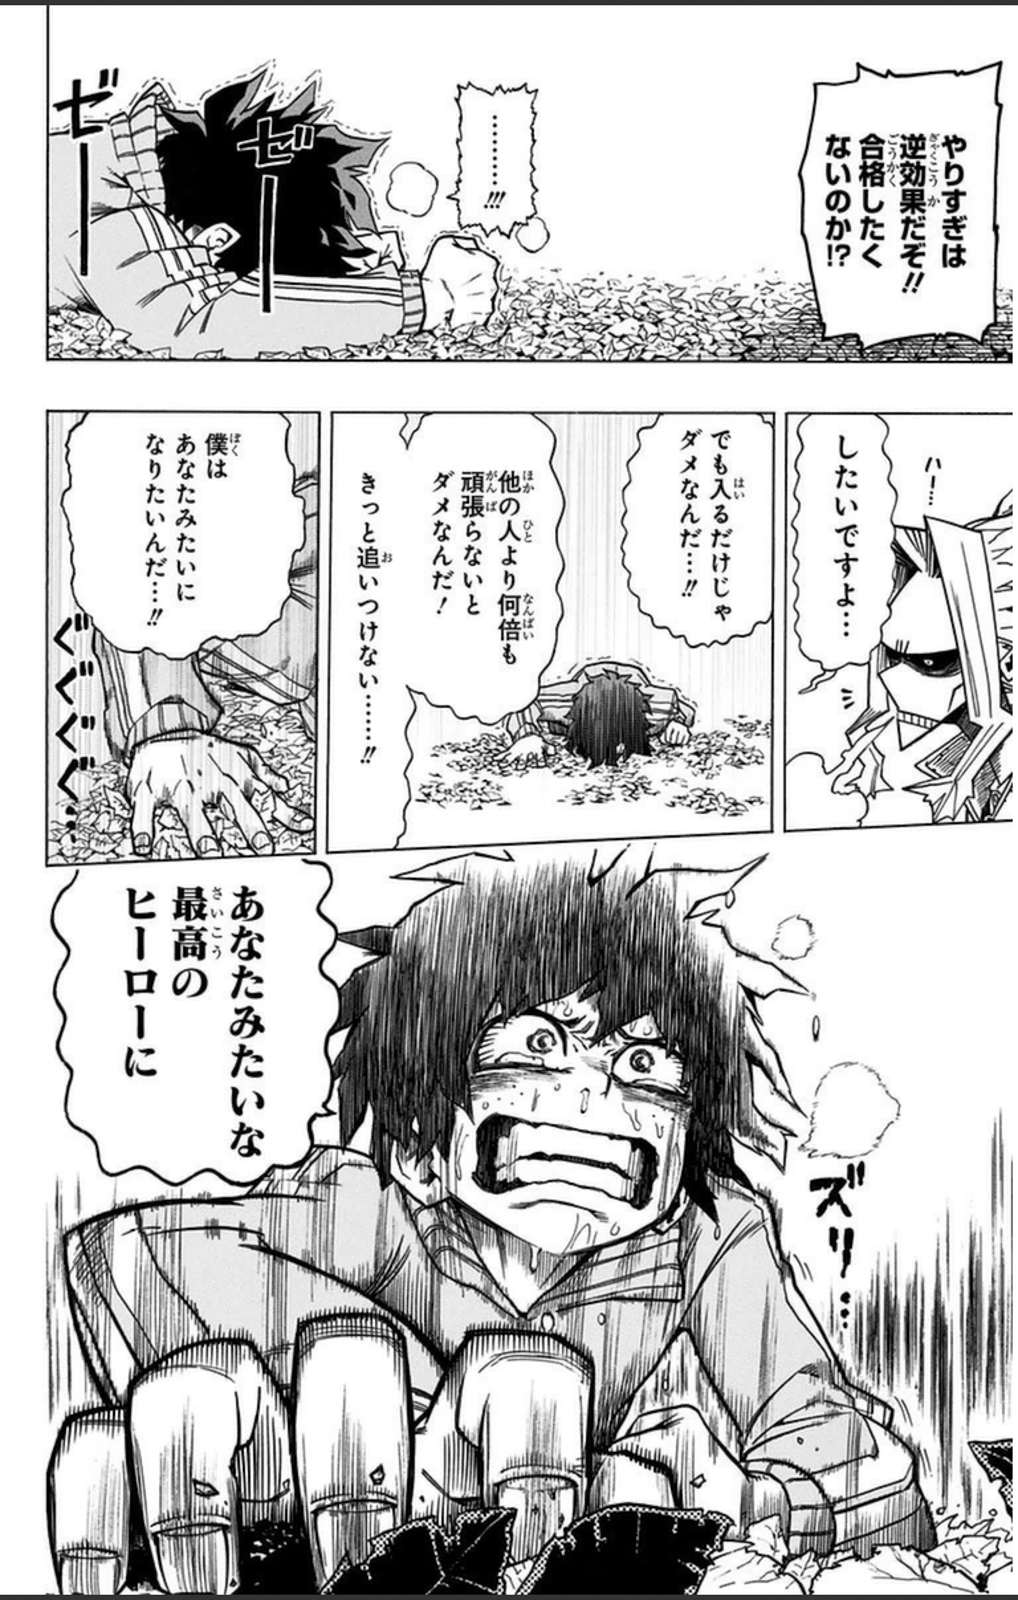 やりすぎは
逆効果だぞ!!
合格したく
ないのか!?
…………!!!
ゼー
ゼー
ハー…
したいですよ…
でも入るだけじゃ
ダメなんだ…!!
他の人より何倍も
頑張らないと
ダメなんだ!
きっと追いつけない……!!
僕は
あなたみたいに
なりたいんだ…!!
ぐぐぐぐ…
あなたみたいな
最高の
ヒーローに
ズリ…